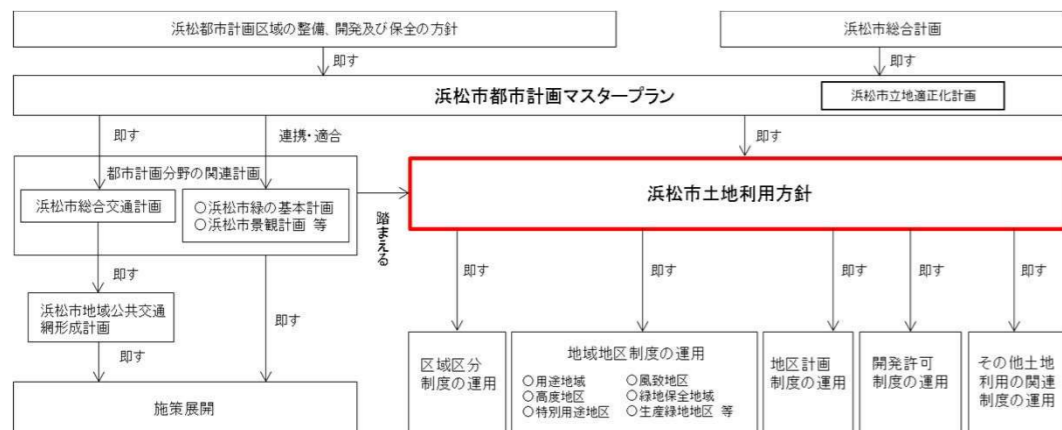 浜松都市計画区域の整備、開発及び保全の方針
浜松市総合計画
即す
即す
浜松市都市計画マスタープラン
浜松市立地適正化計画
即す
連携・適合
即す
都市計画分野の関連計画
浜松市総合交通計画
○浜松市緑の基本計画
○浜松市景観計画 等
踏まえる
浜松市土地利用方針
即す
即す
即す
即す
即す
即す
即す
浜松市地域公共交通
網形成計画
即す
施策展開
区域区分
制度の運用
地域地区制度の運用
○用途地域
○風致地区
○高度地区
○緑地保全地域
○特別用途地区
○生産緑地地区 等
地区計画
制度の運用
開発許可
制度の運用
その他土地
利用の関連
制度の運用